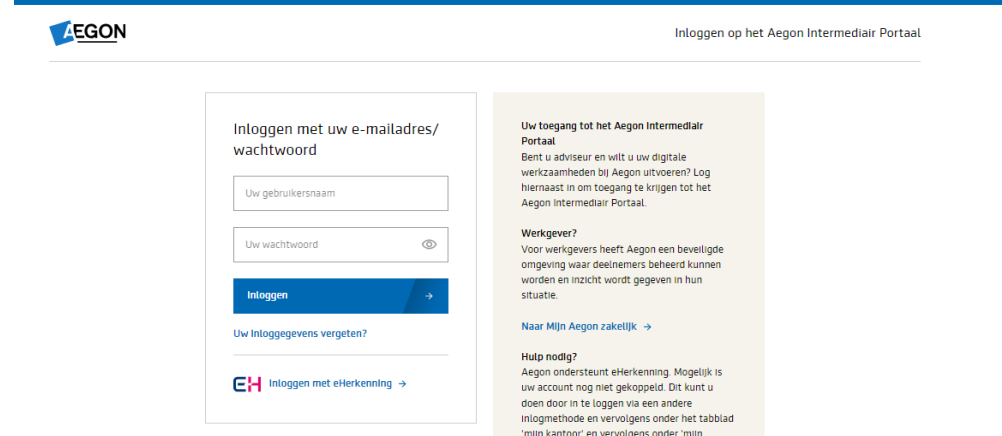 AEGON
Inloggen op het Aegon Intermediair Portaal
Inloggen met uw e-mailadres/
wachtwoord
Uw gebruikersnaam
Uw wachtwoord
Inloggen
Uw Inloggegevens vergeten?
EH Inloggen met eHerkenning
Uw toegang tot het Aegon Intermediair
Portaal
Bent u adviseur en wilt u uw digitale
werkzaamheden bij Aegon uitvoeren? Log
hiernaast in om toegang te krijgen tot het
Aegon Intermediair Portaal.
Werkgever?
Voor werkgevers heeft Aegon een beveiligde
omgeving waar deelnemers beheerd kunnen
worden en inzicht wordt gegeven in hun
situatie.
Naar Mijn Aegon zakelijk
Hulp nodig?
Aegon ondersteunt eHerkenning. Mogelijk is
uw account nog niet gekoppeld. Dit kunt u
doen door in te loggen via een andere
inlogmethode en vervolgens onder het tabblad
'mijn kantoor' en vervolgens onder 'mijn